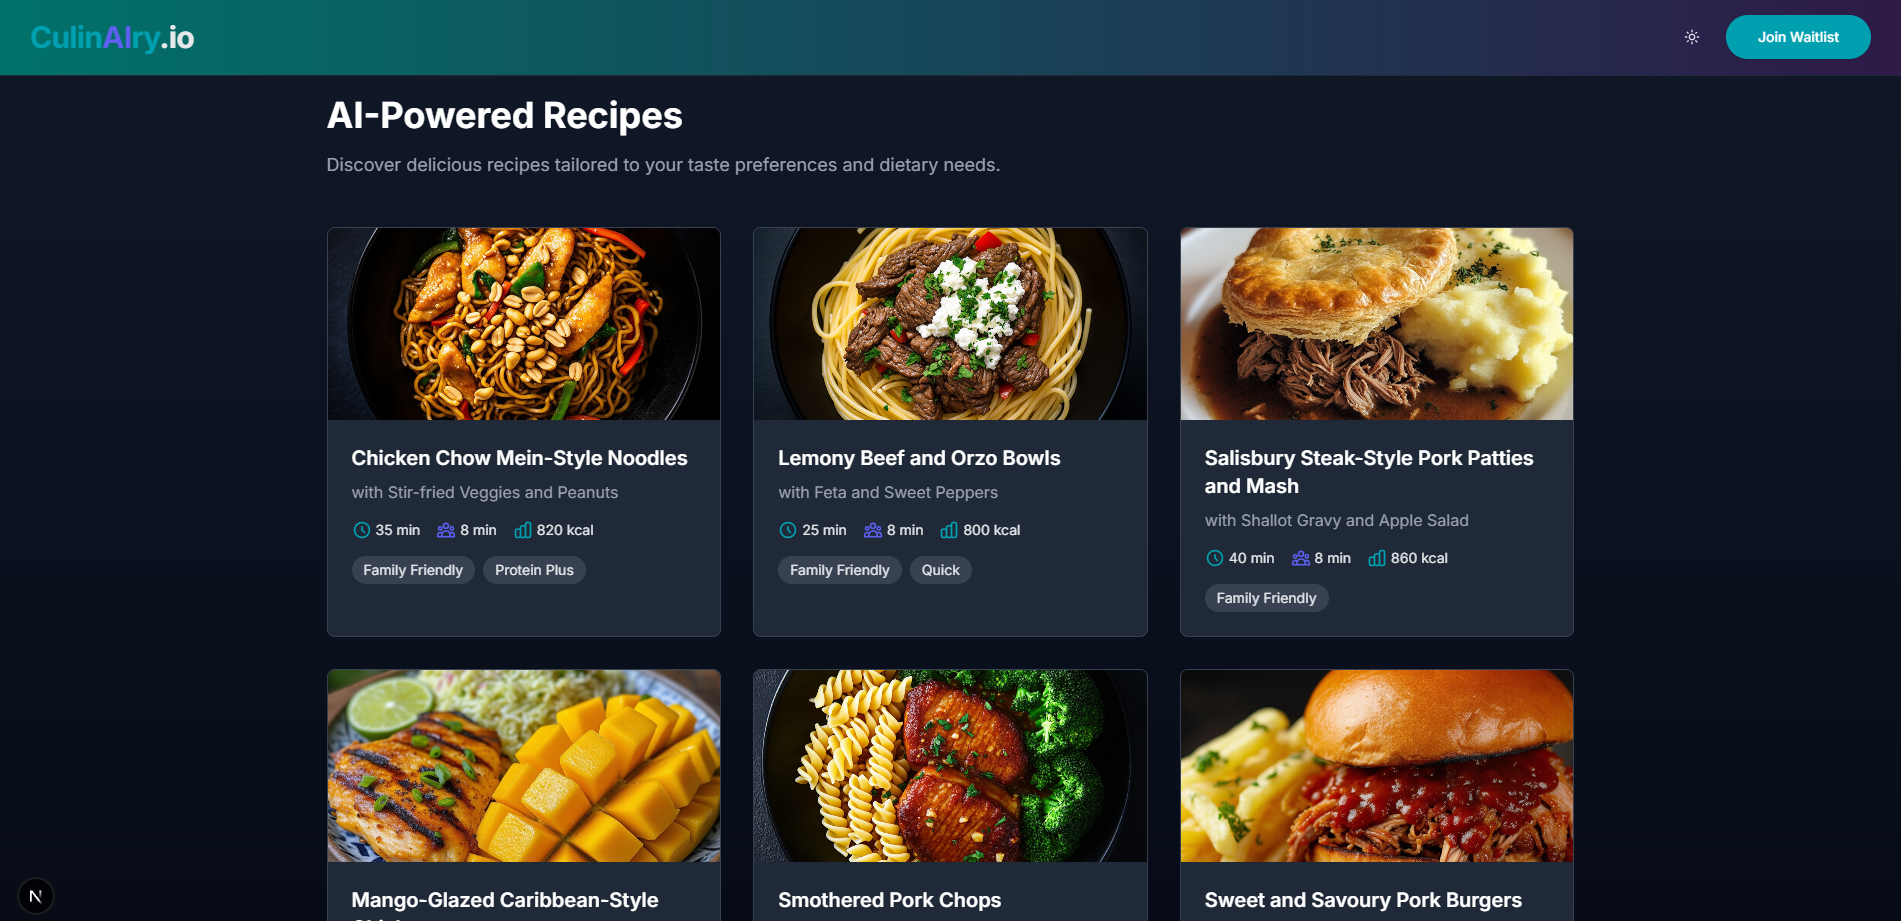 CulinAIry.io
Join Waitlist
AI-Powered Recipes
Discover delicious recipes tailored to your taste preferences and dietary needs.
Chicken Chow Mein-Style Noodles
with Stir-fried Veggies and Peanuts
35 min 8 min 820 kcal
Family Friendly Protein Plus
Lemony Beef and Orzo Bowls
with Feta and Sweet Peppers
25 min 8 min 800 kcal
Family Friendly Quick
Salisbury Steak-Style Pork Patties
and Mash
with Shallot Gravy and Apple Salad
40 min 8 min 860 kcal
Family Friendly
Mango-Glazed Caribbean-Style
Smothered Pork Chops
Sweet and Savoury Pork Burgers
N